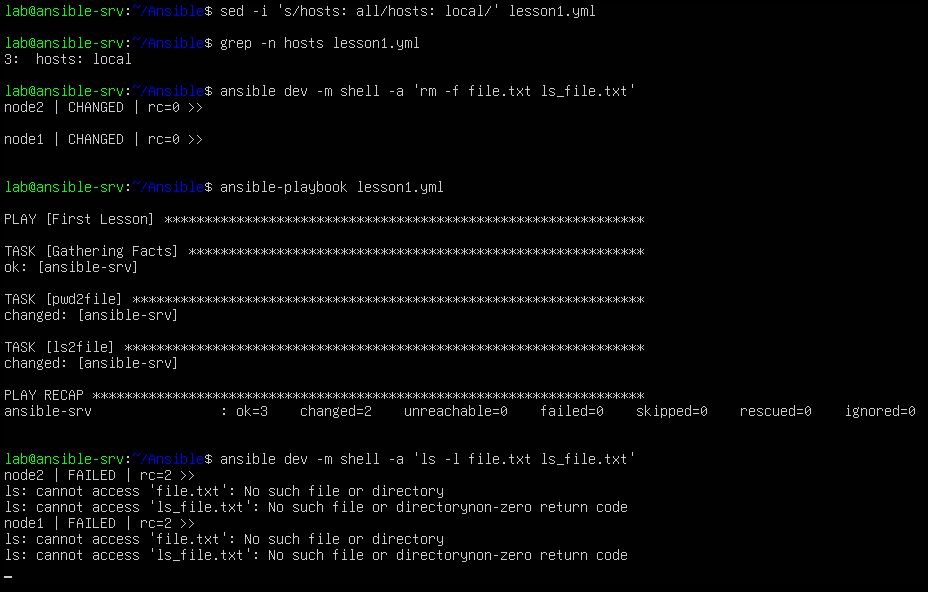 lab@ansible-srv:~/Ansible$ sed -i 's/hosts: all/hosts: local/' lesson1.yml
lab@ansible-srv:~/Ansible$ grep -n hosts lesson1.yml
3:  hosts: local
lab@ansible-srv:~/Ansible$ ansible dev -m shell -a 'rm -f file.txt ls_file.txt'
node2 | CHANGED | rc=0 >>
node1 | CHANGED | rc=0 >>
lab@ansible-srv:~/Ansible$ ansible-playbook lesson1.yml
PLAY [First Lesson] ************************************************************
TASK [Gathering Facts] *********************************************************
ok: [ansible-srv]
TASK [pwd2file] ****************************************************************
changed: [ansible-srv]
TASK [ls2file] *****************************************************************
changed: [ansible-srv]
PLAY RECAP *********************************************************************
ansible-srv                : ok=3    changed=2    unreachable=0    failed=0    skipped=0    rescued=0    ignored=0
lab@ansible-srv:~/Ansible$ ansible dev -m shell -a 'ls -l file.txt ls_file.txt'
node2 | FAILED | rc=2 >>
ls: cannot access 'file.txt': No such file or directory
ls: cannot access 'ls_file.txt': No such file or directorynon-zero return code
node1 | FAILED | rc=2 >>
ls: cannot access 'file.txt': No such file or directory
ls: cannot access 'ls_file.txt': No such file or directorynon-zero return code